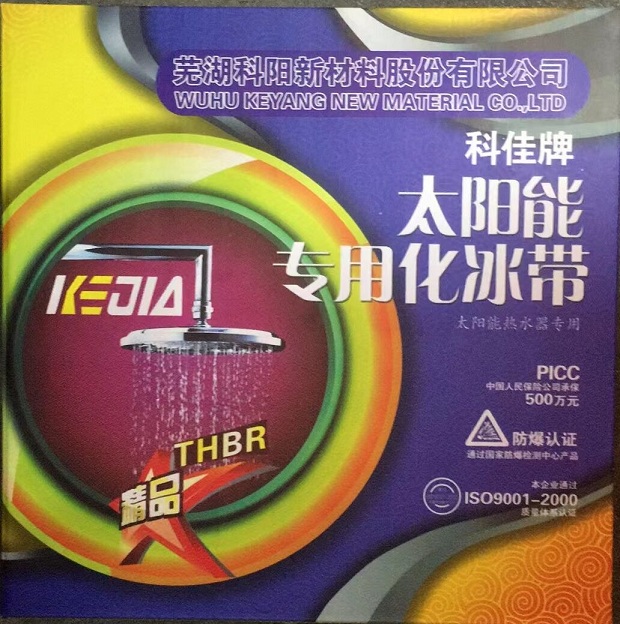 芜湖科阳新材料股份有限公司
WUHU KEYANG NEW MATERIAL CO.,LTD
科佳牌
太阳能
专用化冰带
太阳能热水器专用
KEJIA
PICC
中国人民保险公司承保
500万元
防爆认证
通过国家防爆检测中心产品
THBR
精品
本企业通过
ISO9001-2000
质量体系认证